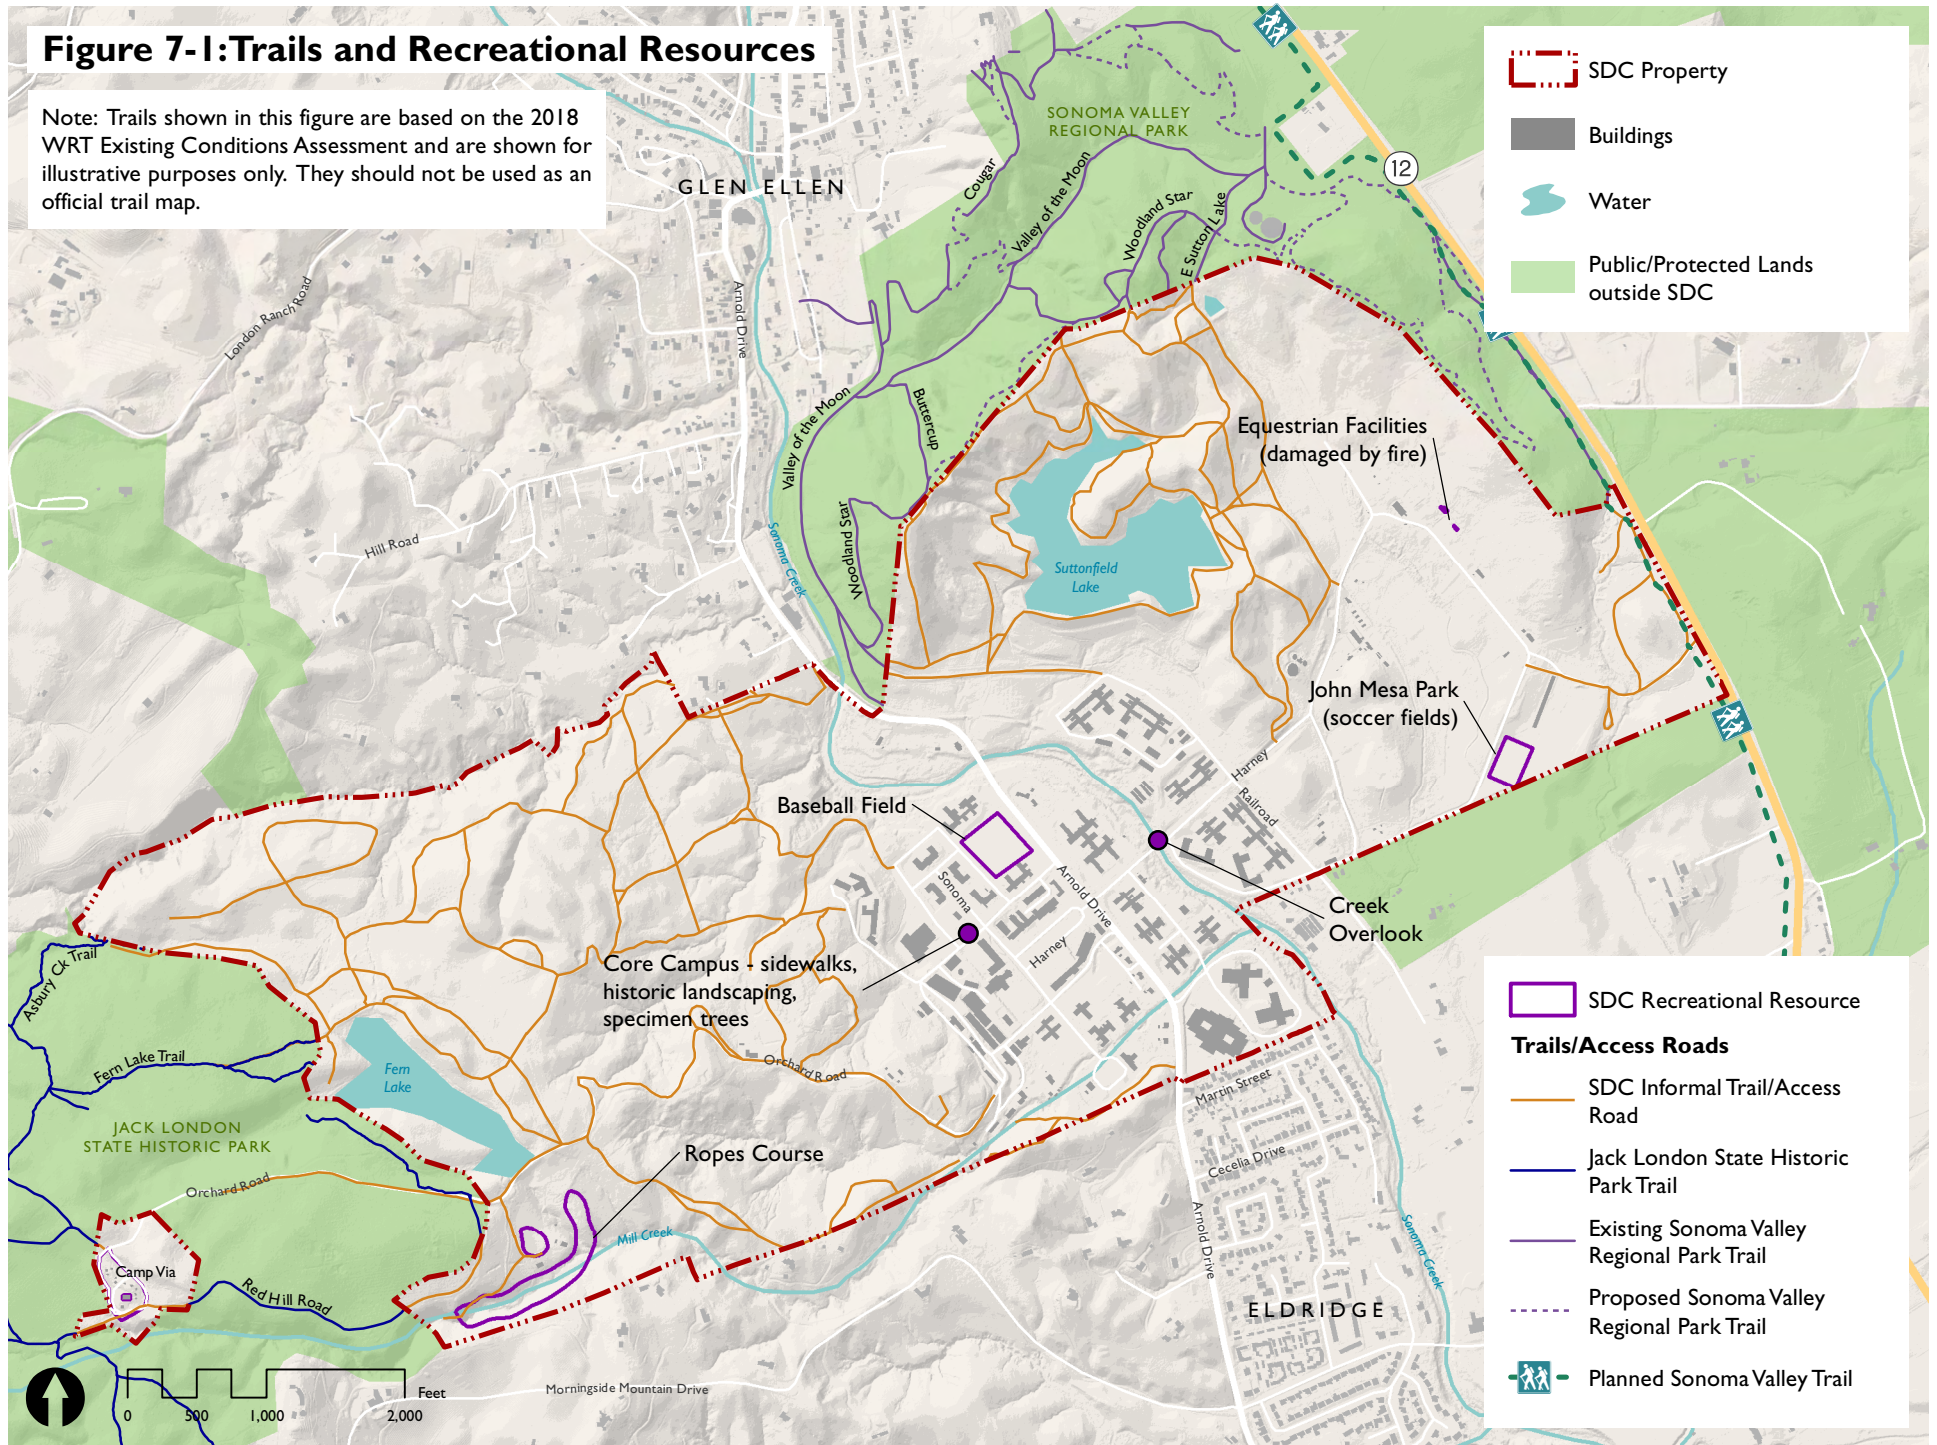 Figure 7-1: Trails and Recreational Resources
Note: Trails shown in this figure are based on the 2018
WRT Existing Conditions Assessment and are shown for
illustrative purposes only. They should not be used as an
official trail map.
SDC Property
Buildings
Water
Public/Protected Lands
outside SDC
12
SONOMA VALLEY
REGIONAL PARK
GLEN ELLEN
Cougar
Valley of the Moon
Woodland Star
E Sutton Lake
London Ranch Road
Arnold Drive
Valley of the Moon
Buttercup
Equestrian Facilities
(damaged by fire)
Woodland Star
Sonoma Creek
Hill Road
Suttonfield
Lake
John Mesa Park
(soccer fields)
Harney
Railroad
Baseball Field
Sonoma
Arnold Drive
Harney
Creek
Overlook
Core Campus - sidewalks,
historic landscaping,
specimen trees
Asbury Ck Trail
Fern Lake Trail
Fern
Lake
Orchard Road
Martin Street
JACK LONDON
STATE HISTORIC PARK
Orchard Road
Ropes Course
Cecelia Drive
Mill Creek
Arnold Drive
Sonoma Creek
Camp Via
Red Hill Road
ELDRIDGE
Morningside Mountain Drive
Feet
0
500
1,000
2,000
SDC Recreational Resource
Trails/Access Roads
SDC Informal Trail/Access
Road
Jack London State Historic
Park Trail
Existing Sonoma Valley
Regional Park Trail
Proposed Sonoma Valley
Regional Park Trail
Planned Sonoma Valley Trail